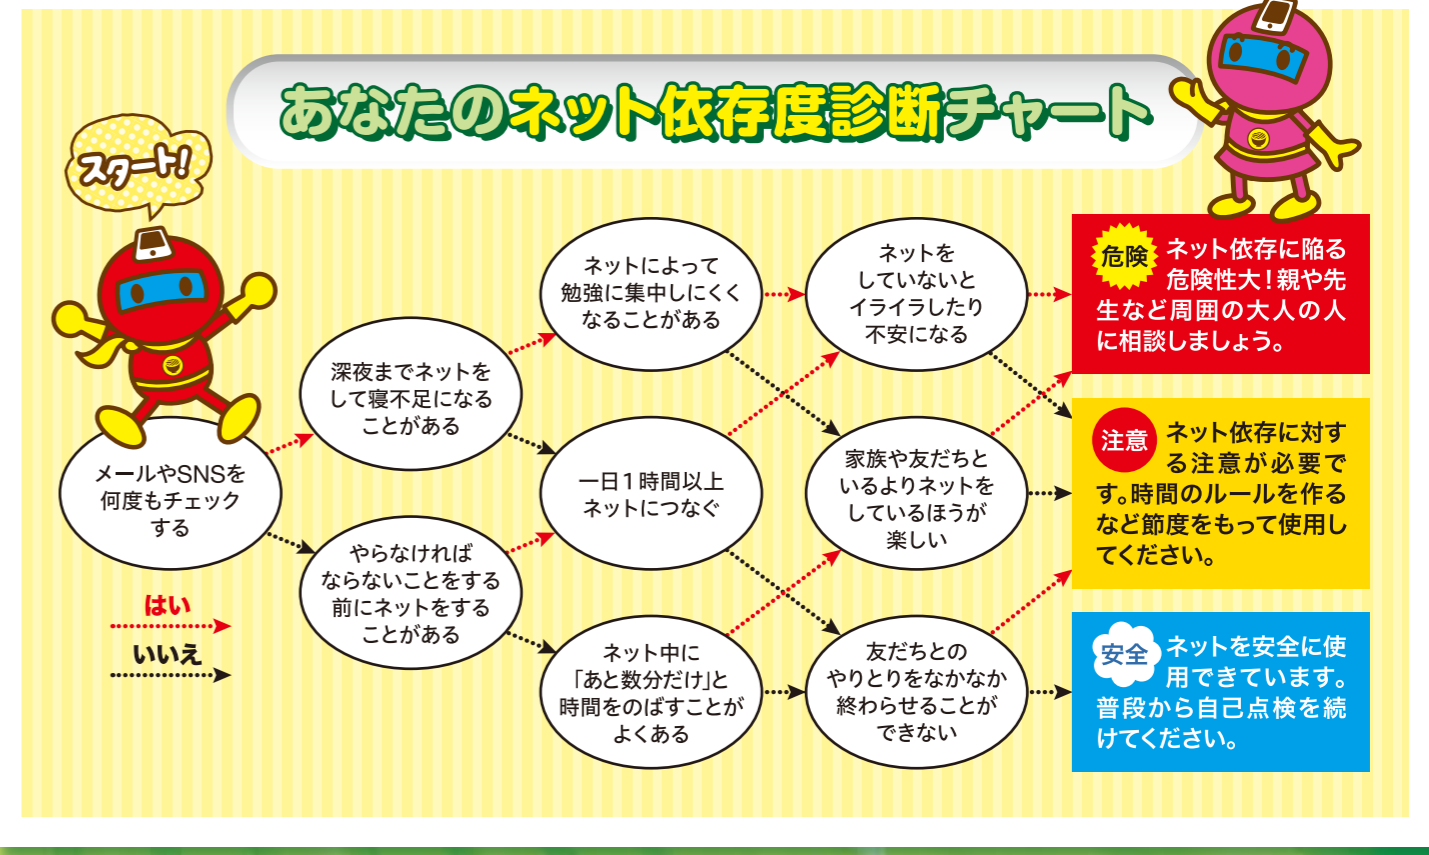 あなたのネット依存度診断チャート
スタート!
メールやSNSを
何度もチェック
する
はい
いいえ
深夜までネットを
して寝不足になる
ことがある
やらなければ
ならないことをする
前にネットをする
ことがある
ネットによって
勉強に集中しにくく
なることがある
一日1時間以上
ネットにつなぐ
ネット中に
「あと数分だけ」と
時間をのばすことが
よくある
ネットを
していないと
イライラしたり
不安になる
家族や友だちと
いるよりネットを
しているほうが
楽しい
友だちとの
やりとりをなかなか
終わらせることが
できない
危険 ネット依存に陥る
危険性大!親や先
生など周囲の大人の人
に相談しましょう。
注意 ネット依存に対す
る注意が必要で
す。時間のルールを作る
など節度をもって使用し
てください。
安全 ネットを安全に使
用できています。
普段から自己点検を続
けてください。